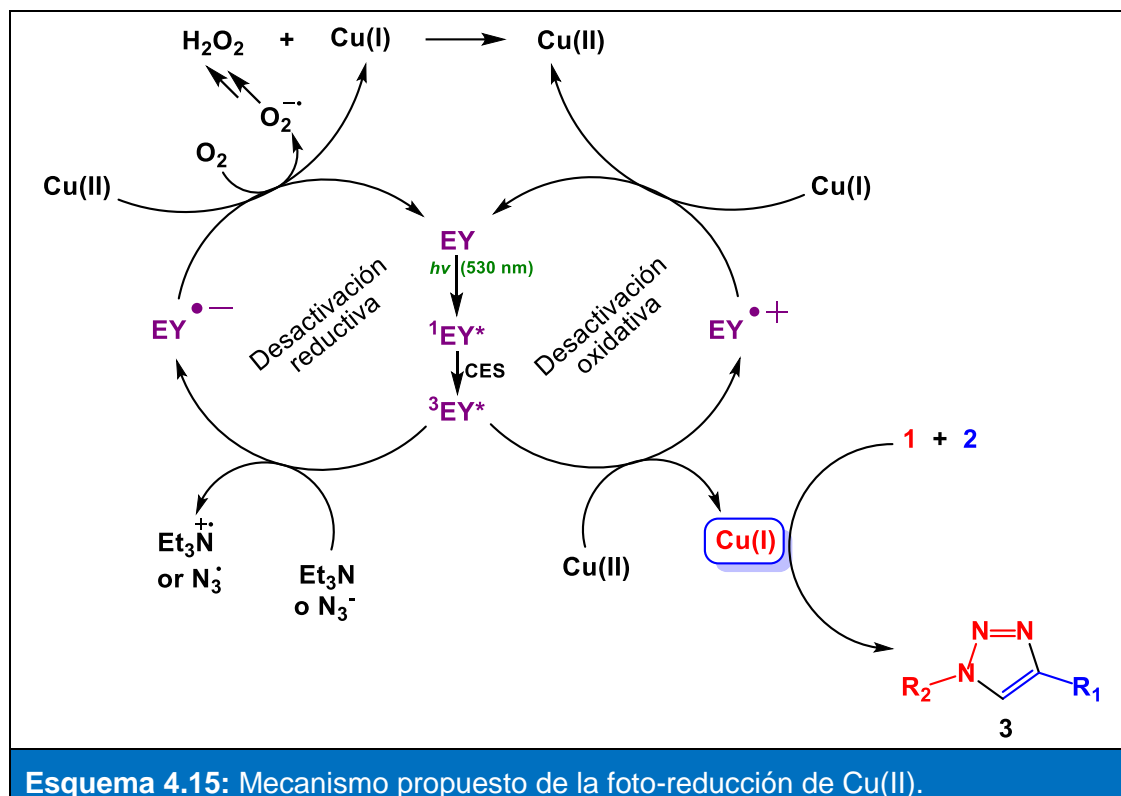 H₂O₂ + Cu(I) Cu(II)
O₂⁻•
O₂
Cu(II) Cu(I)
EY
hν (530 nm)
Desactivación
reductiva
Desactivación
oxidativa
EY•− ¹EY* EY•+
CES
³EY*
1 + 2
Et₃N⁺•
or N₃•
Et₃N
o N₃⁻
Cu(II)
Cu(I)
N=N
N
R₂ R₁
3
Esquema 4.15: Mecanismo propuesto de la foto-reducción de Cu(II).